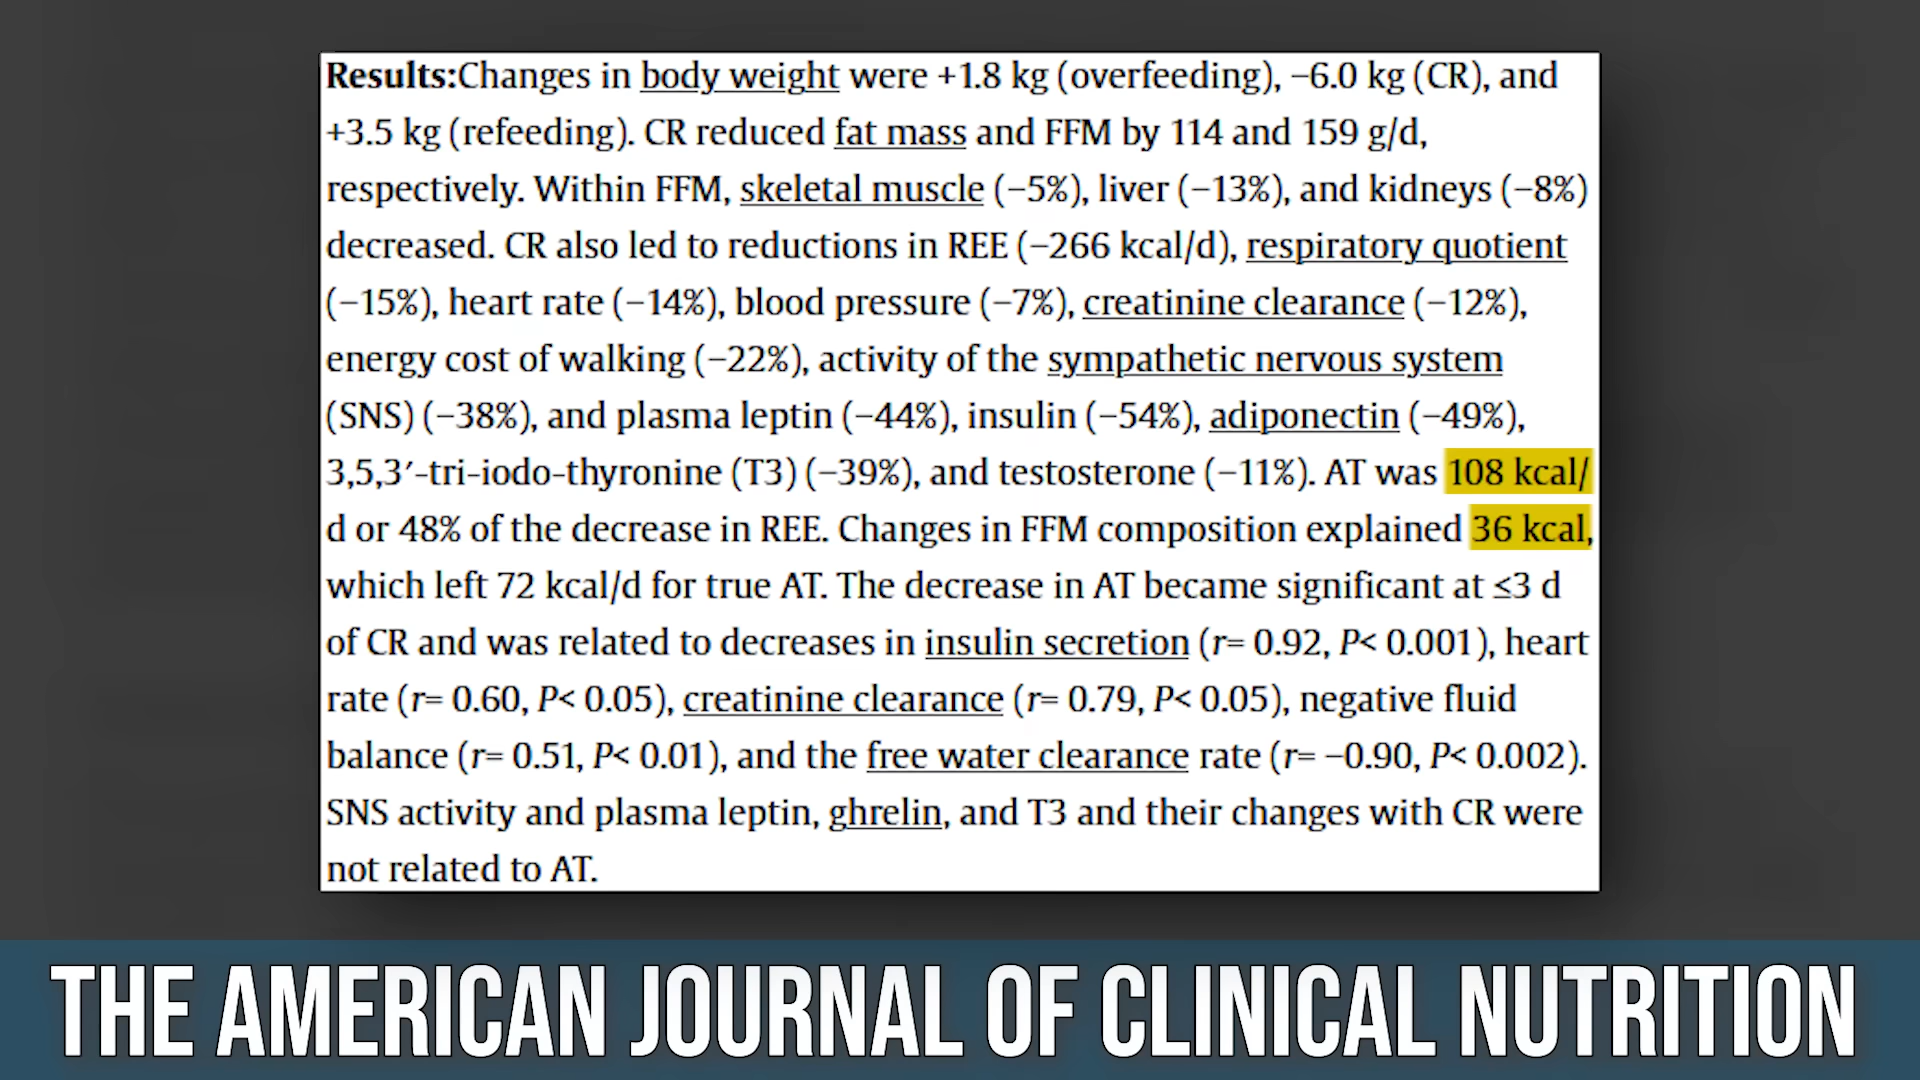 Results:Changes in body weight were +1.8 kg (overfeeding), −6.0 kg (CR), and
+3.5 kg (refeeding). CR reduced fat mass and FFM by 114 and 159 g/d,
respectively. Within FFM, skeletal muscle (−5%), liver (−13%), and kidneys (−8%)
decreased. CR also led to reductions in REE (−266 kcal/d), respiratory quotient
(−15%), heart rate (−14%), blood pressure (−7%), creatinine clearance (−12%),
energy cost of walking (−22%), activity of the sympathetic nervous system
(SNS) (−38%), and plasma leptin (−44%), insulin (−54%), adiponectin (−49%),
3,5,3′-tri-iodo-thyronine (T3) (−39%), and testosterone (−11%). AT was 108 kcal/
d or 48% of the decrease in REE. Changes in FFM composition explained 36 kcal,
which left 72 kcal/d for true AT. The decrease in AT became significant at ≤3 d
of CR and was related to decreases in insulin secretion (r= 0.92, P< 0.001), heart
rate (r= 0.60, P< 0.05), creatinine clearance (r= 0.79, P< 0.05), negative fluid
balance (r= 0.51, P< 0.01), and the free water clearance rate (r= −0.90, P< 0.002).
SNS activity and plasma leptin, ghrelin, and T3 and their changes with CR were
not related to AT.
THE AMERICAN JOURNAL OF CLINICAL NUTRITION